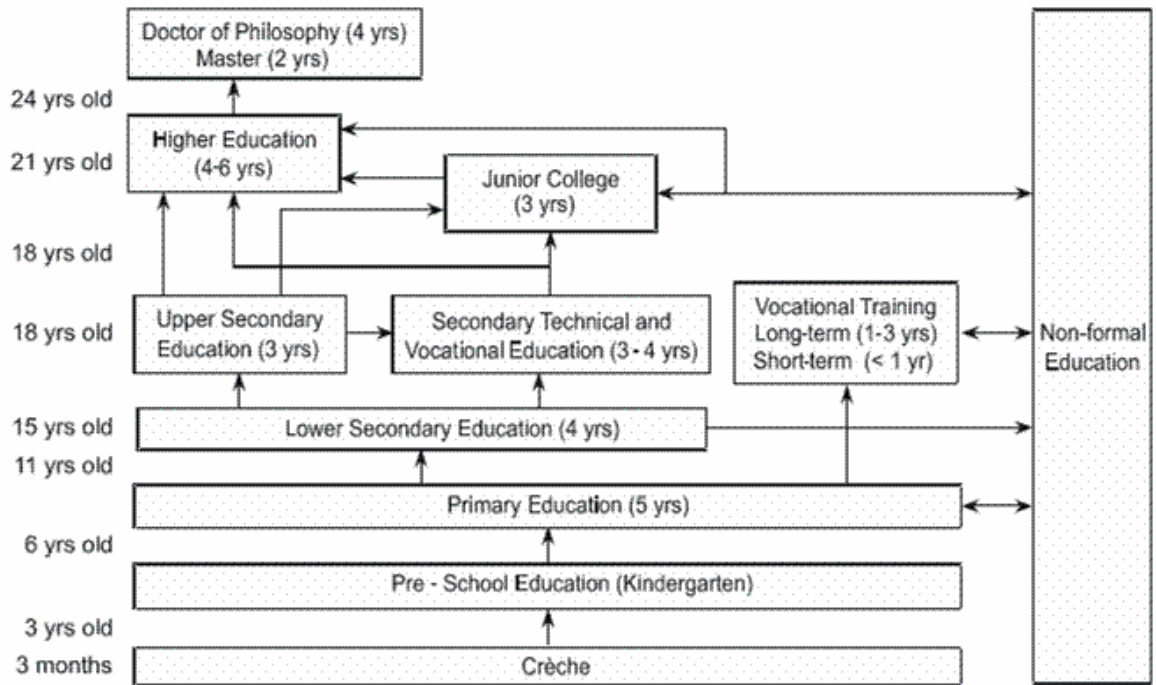 Doctor of Philosophy (4 yrs)
Master (2 yrs)
24 yrs old
Higher Education
(4-6 yrs)
21 yrs old
Junior College
(3 yrs)
18 yrs old
Upper Secondary
Education (3 yrs)
18 yrs old
Secondary Technical and
Vocational Education (3 - 4 yrs)
Vocational Training
Long-term (1-3 yrs)
Short-term (< 1 yr)
Non-formal
Education
15 yrs old
Lower Secondary Education (4 yrs)
11 yrs old
Primary Education (5 yrs)
6 yrs old
Pre - School Education (Kindergarten)
3 yrs old
3 months
Crèche